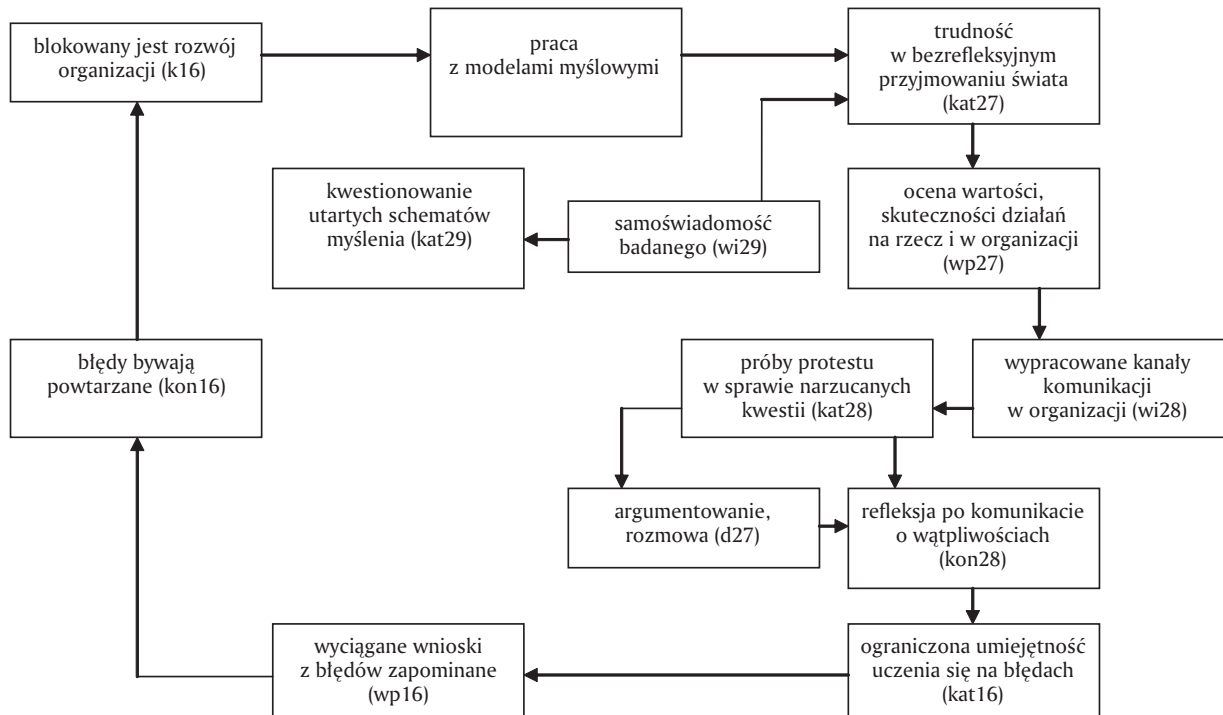 blokowany jest rozwój
organizacji (k16)
praca
z modelami myślowymi
trudność
w bezrefleksyjnym
przyjmowaniu świata
(kat27)
kwestionowanie
utartych schematów
myślenia (kat29)
samoświadomość
badanego (wi29)
ocena wartości,
skuteczności działań
na rzecz i w organizacji
(wp27)
błędy bywają
powtarzane (kon16)
próby protestu
w sprawie narzucanych
kwestii (kat28)
wypracowane kanały
komunikacji
w organizacji (wi28)
argumentowanie,
rozmowa (d27)
refleksja po komunikacie
o wątpliwościach
(kon28)
wyciągane wnioski
z błędów zapominane
(wp16)
ograniczona umiejętność
uczenia się na błędach
(kat16)